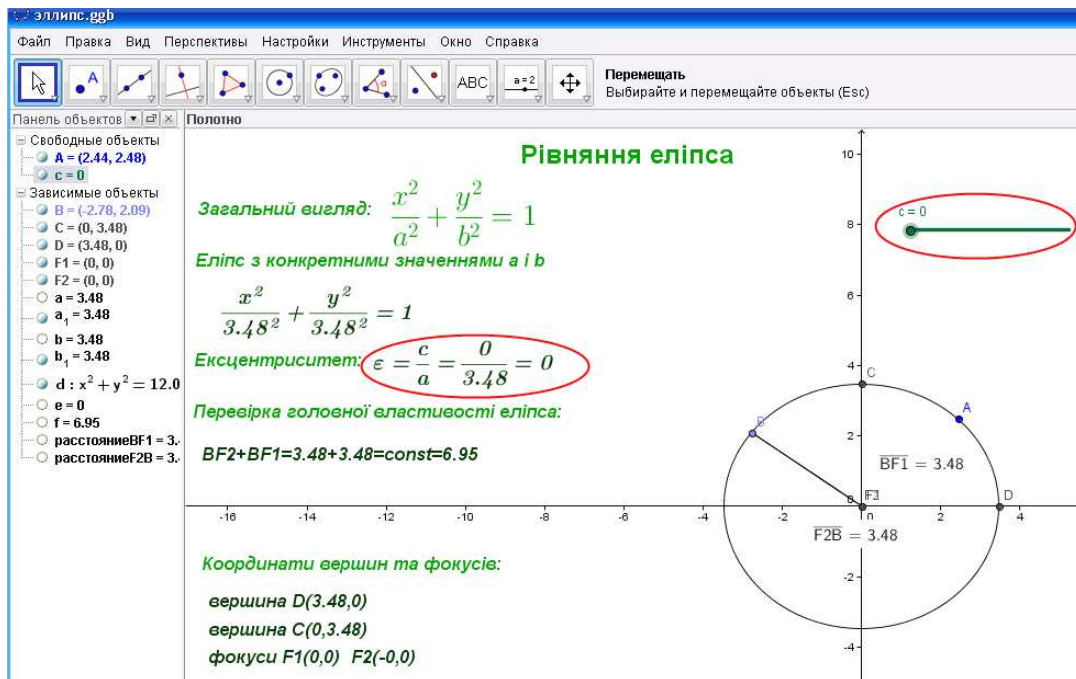 эллипс.ggb
Файл Правка Вид Перспективы Настройки Инструменты Окно Справка
A
α
ABC
a = 2
Перемещать
Выбирайте и перемещайте объекты (Esc)
Панель объектов
Полотно
Свободные объекты
A = (2.44, 2.48)
c = 0
Зависимые объекты
B = (-2.78, 2.09)
C = (0, 3.48)
D = (3.48, 0)
F1 = (0, 0)
F2 = (0, 0)
a = 3.48
a₁ = 3.48
b = 3.48
b₁ = 3.48
d : x² + y² = 12.0
e = 0
f = 6.95
расстояниеBF1 = 3.
расстояниеF2B = 3.
Рівняння еліпса
Загальний вигляд: x²/a² + y²/b² = 1
Еліпс з конкретними значеннями a і b
x²/3.48² + y²/3.48² = 1
Ексцентриситет: ε = c/a = 0/3.48 = 0
Перевірка головної властивості еліпса:
BF2+BF1=3.48+3.48=const=6.95
Координати вершин та фокусів:
вершина D(3.48,0)
вершина C(0,3.48)
фокуси F1(0,0) F2(-0,0)
c = 0
10
8
6
4
2
0
-2
-4
-16 -14 -12 -10 -8 -6 -4 -2 0 2 4
C
A
B
D
BF1 = 3.48
F2B = 3.48